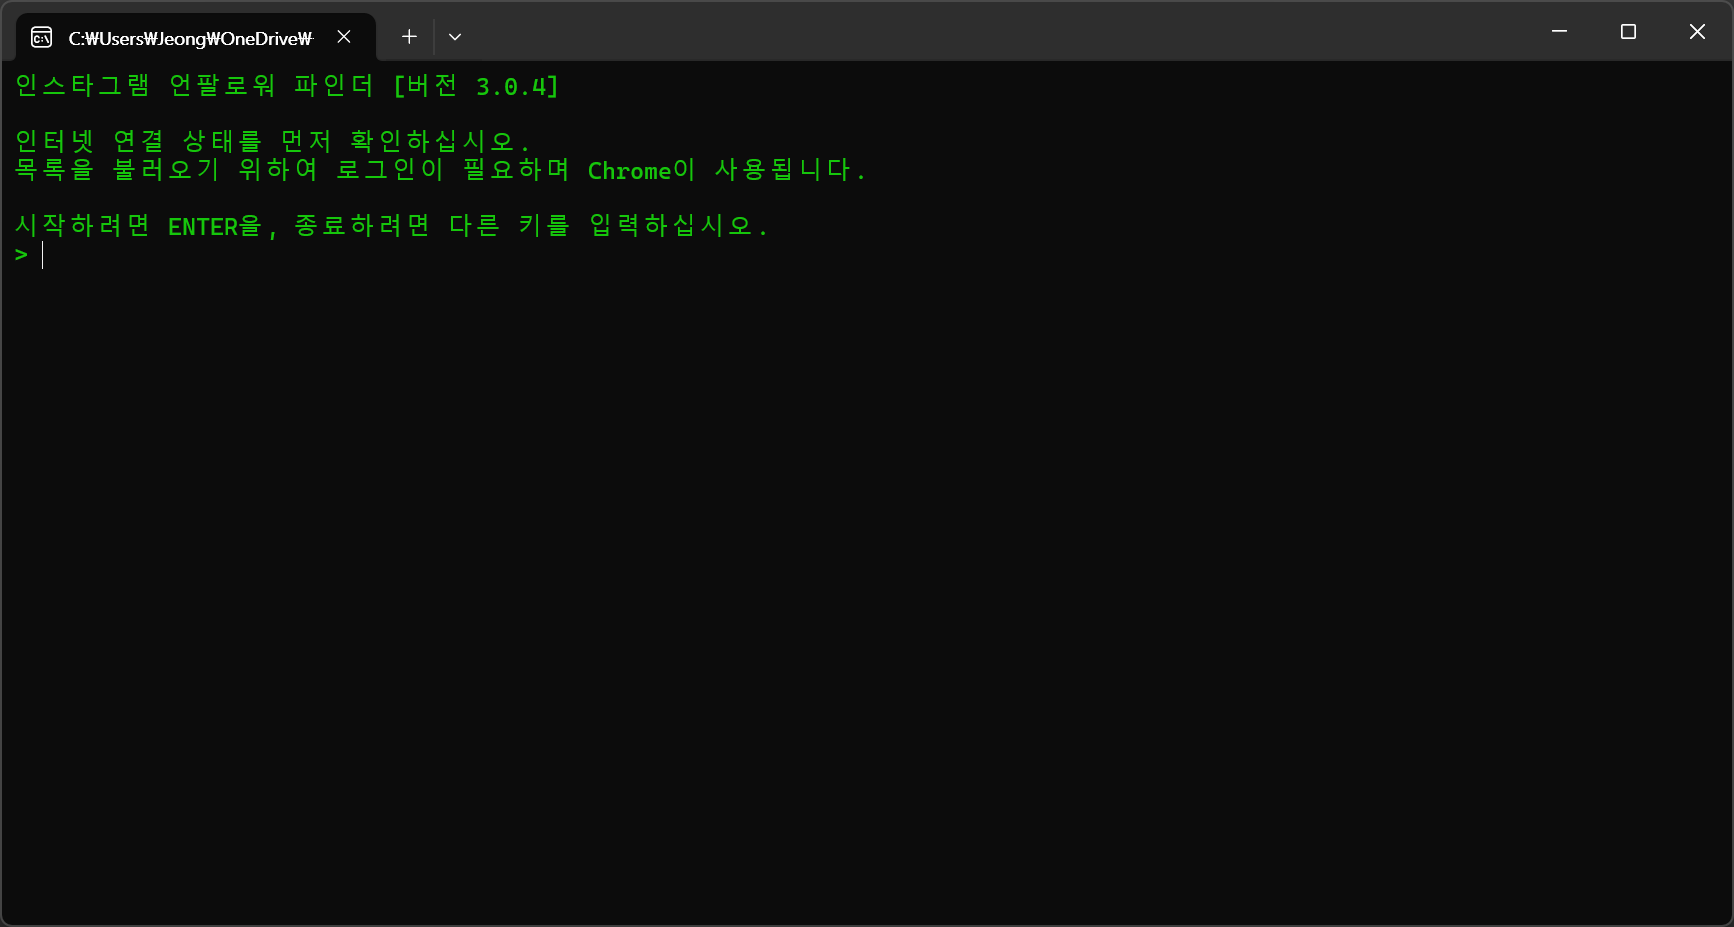 C:₩Users₩Jeong₩OneDrive₩
인스타그램 언팔로워 파인더 [버전 3.0.4]
인터넷 연결 상태를 먼저 확인하십시오.
목록을 불러오기 위하여 로그인이 필요하며 Chrome이 사용됩니다.
시작하려면 ENTER을, 종료하려면 다른 키를 입력하십시오.
>